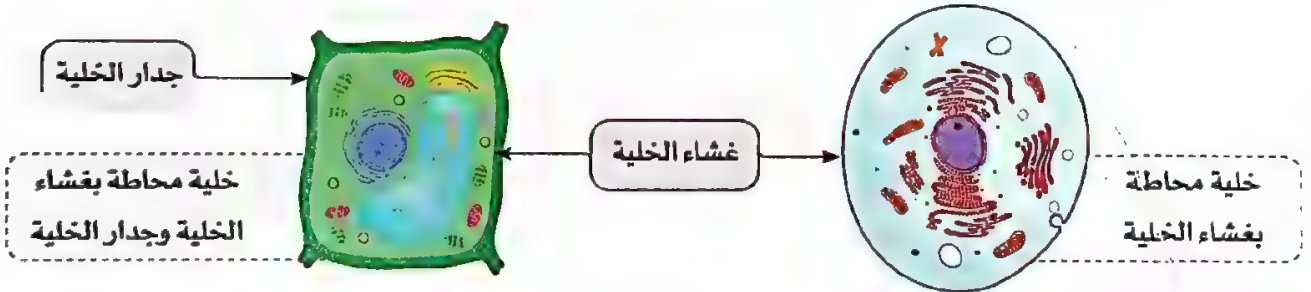 جدار الخلية
غشاء الخلية
خلية محاطة
بغشاء الخلية
خلية محاطة بغشاء
الخلية وجدار الخلية